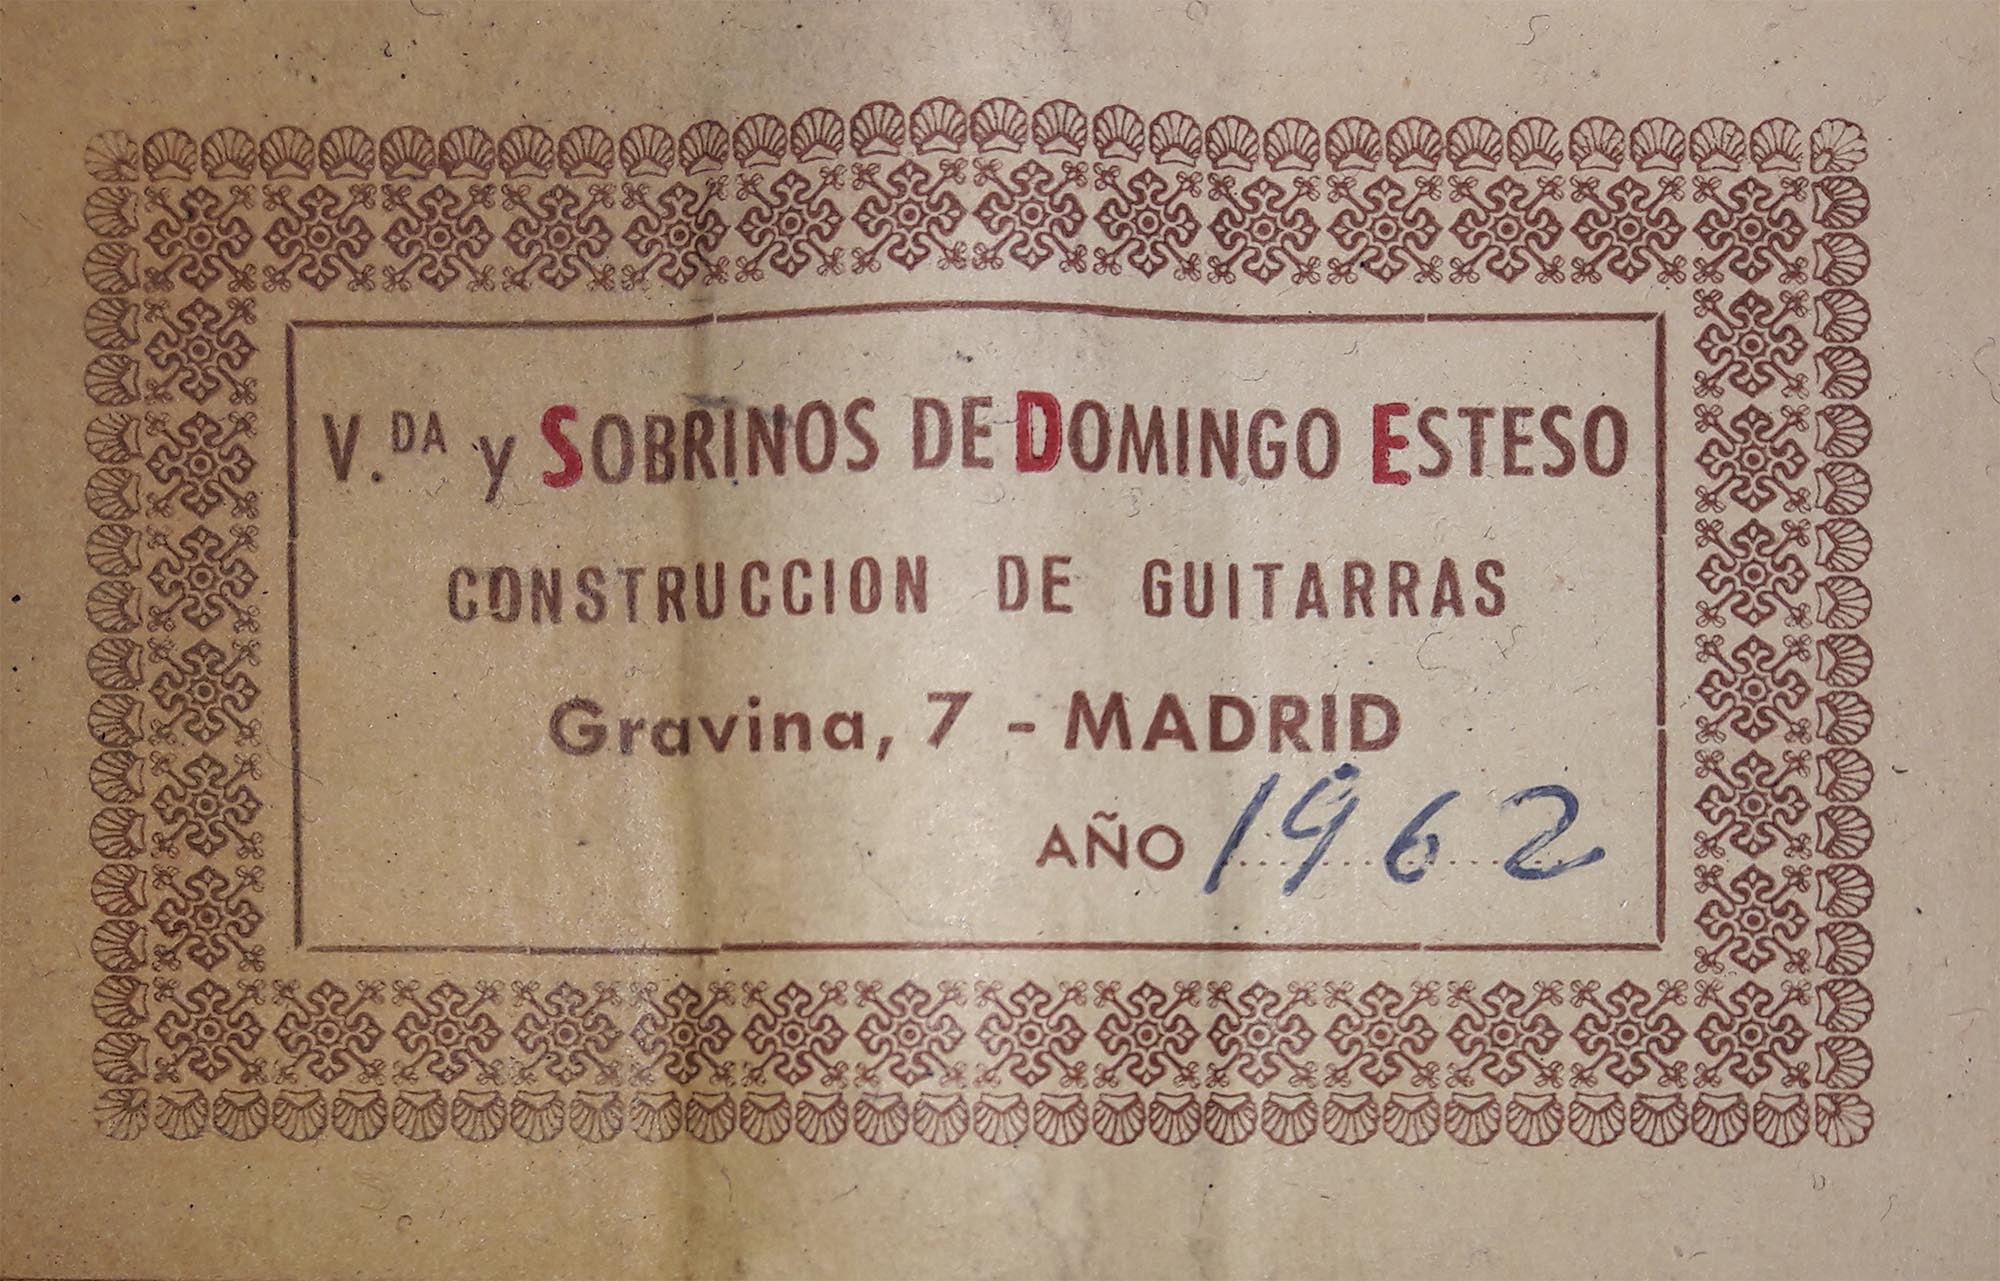 V.DA y SOBRINOS DE DOMINGO ESTESO
CONSTRUCCION DE GUITARRAS
Gravina, 7 - MADRID
AÑO 1962